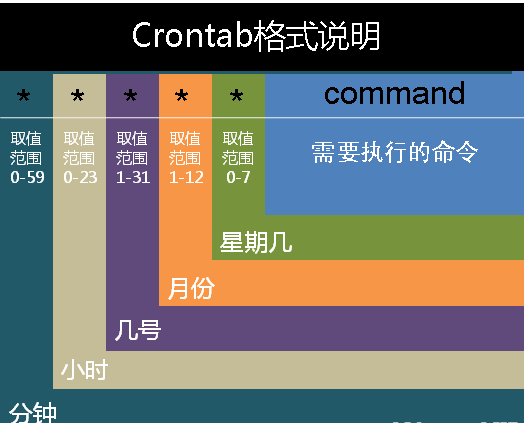 Crontab格式说明
* * * * * command
取值范围0-59 取值范围0-23 取值范围1-31 取值范围1-12 取值范围0-7 需要执行的命令
星期几
月份
几号
小时
分钟